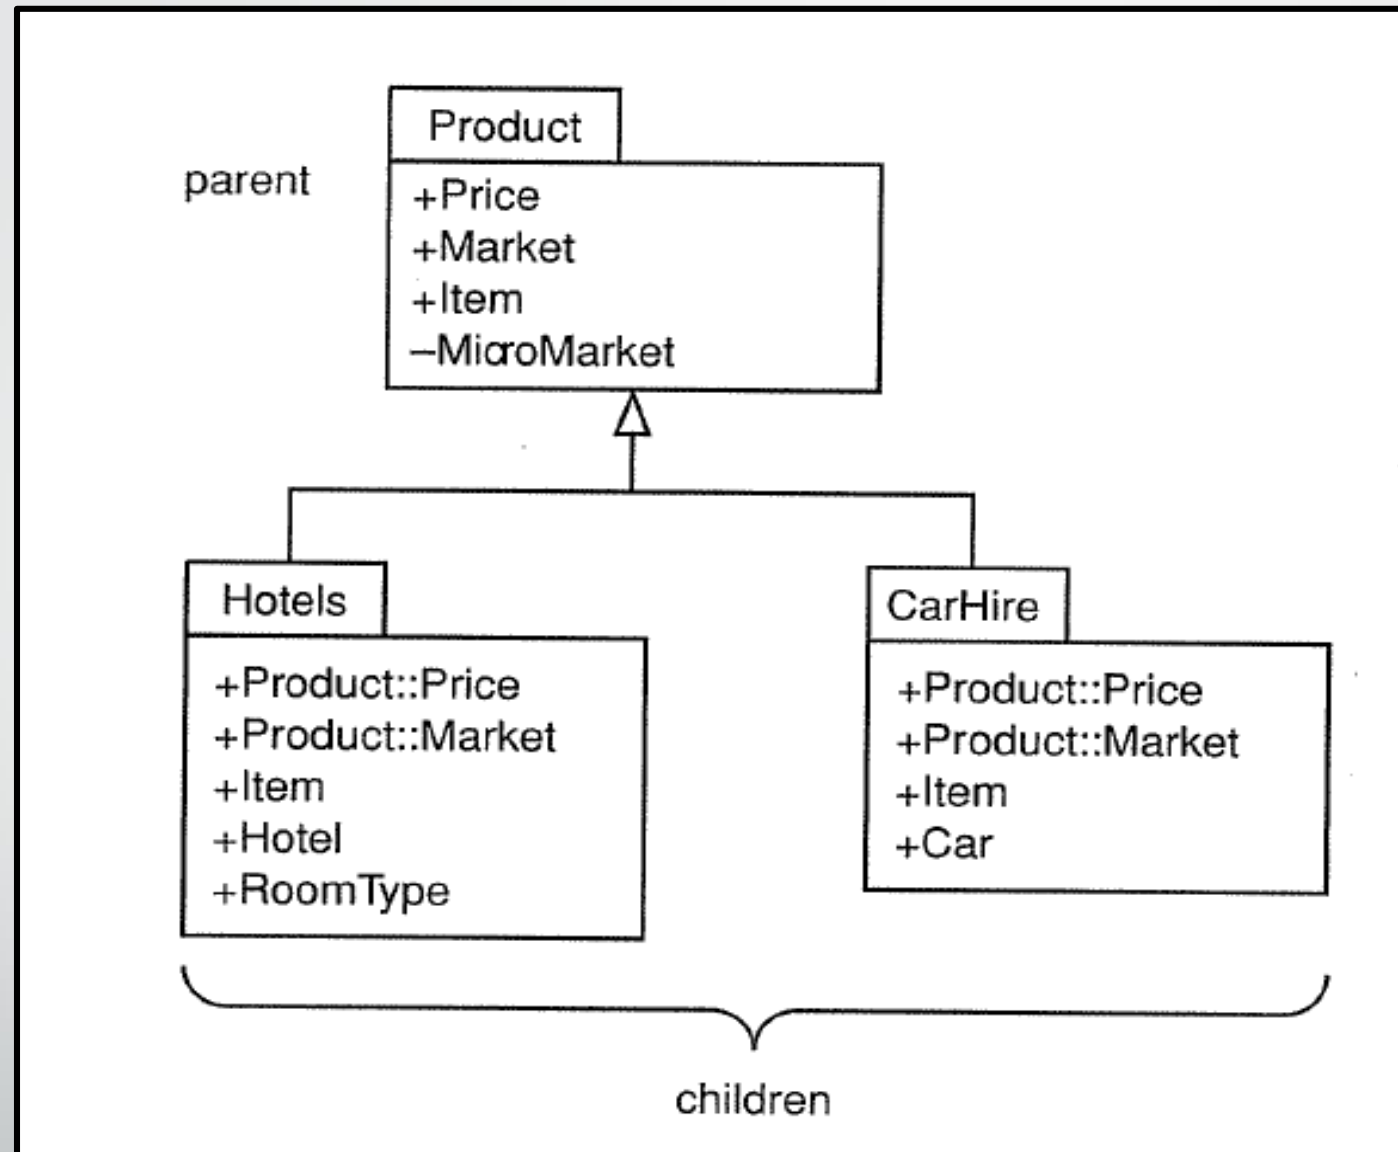 Product
parent
+Price
+Market
+Item
–MicroMarket
Hotels
+Product::Price
+Product::Market
+Item
+Hotel
+RoomType
CarHire
+Product::Price
+Product::Market
+Item
+Car
children